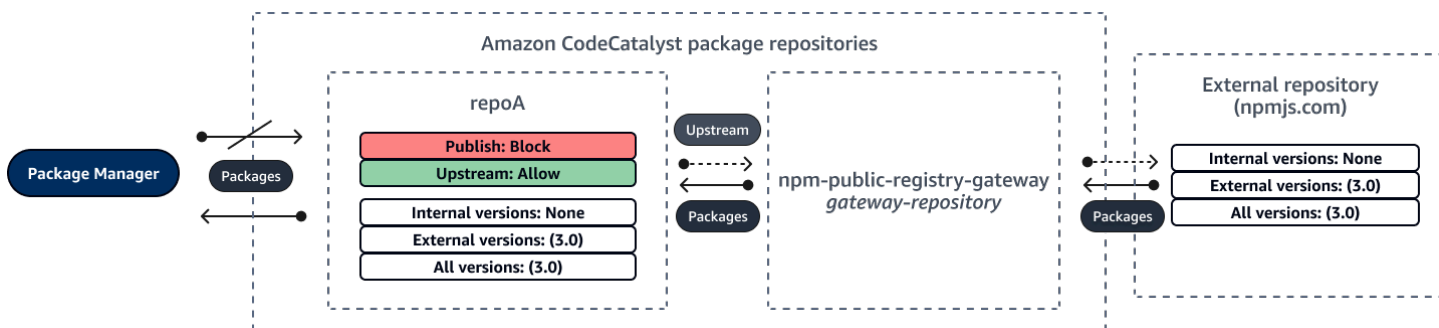 Amazon CodeCatalyst package repositories
Package Manager
Packages
repoA
Publish: Block
Upstream: Allow
Internal versions: None
External versions: (3.0)
All versions: (3.0)
Upstream
Packages
npm-public-registry-gateway
gateway-repository
Packages
External repository
(npmjs.com)
Internal versions: None
External versions: (3.0)
All versions: (3.0)